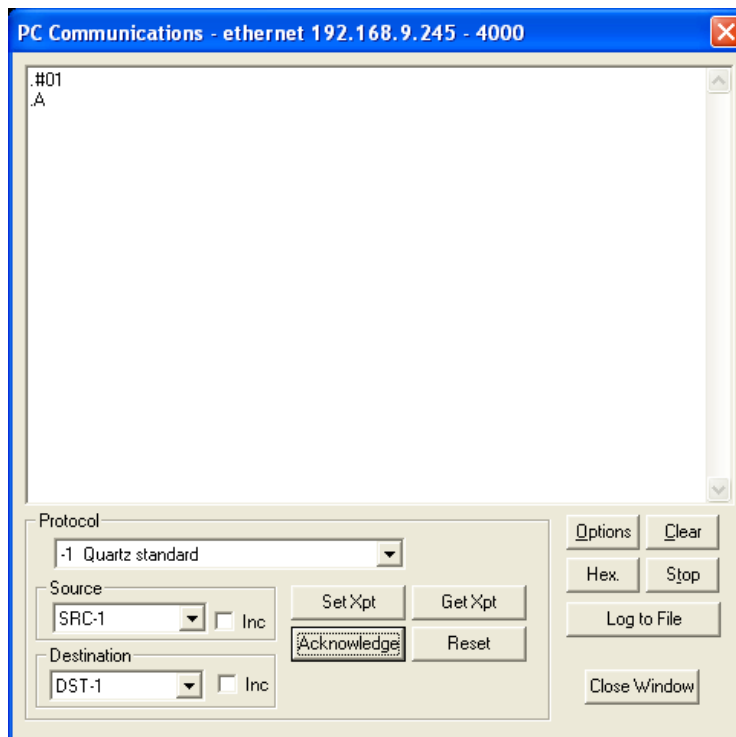 PC Communications - ethernet 192.168.9.245 - 4000
.#01
.A
Protocol
-1 Quartz standard
Source
SRC-1
Inc
Destination
DST-1
Inc
Set Xpt
Get Xpt
Acknowledge
Reset
Options
Clear
Hex.
Stop
Log to File
Close Window